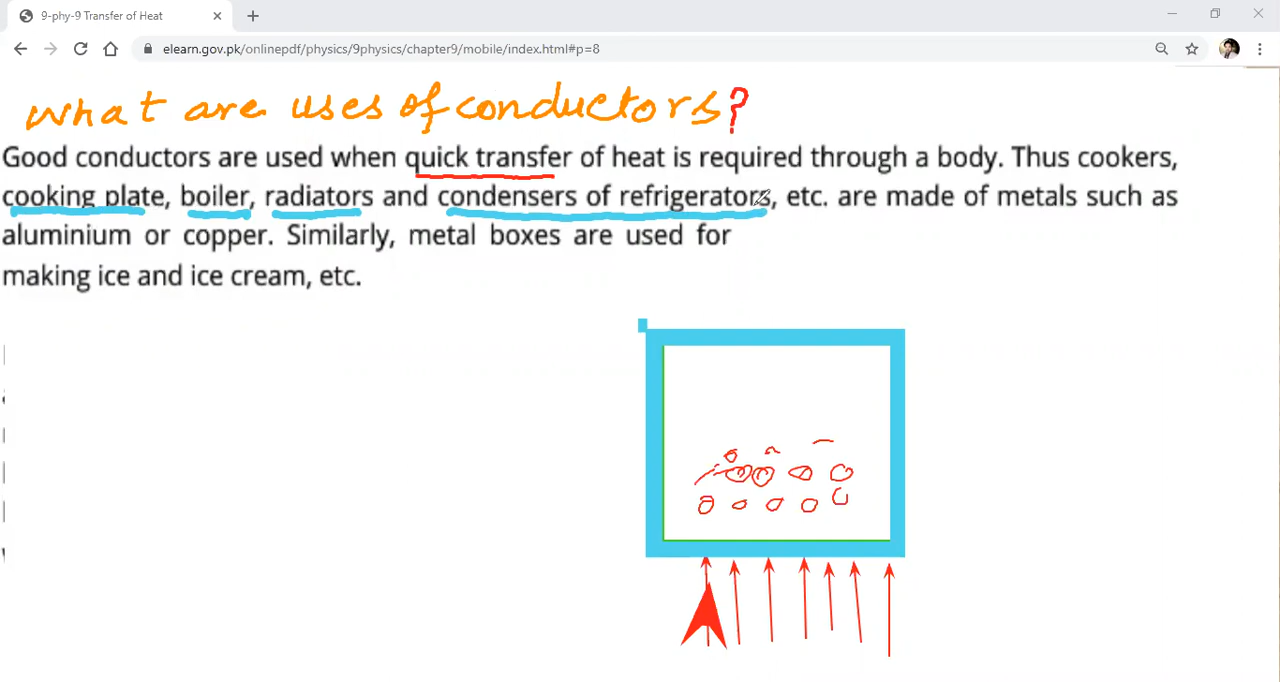 9-phy-9 Transfer of Heat
elearn.gov.pk/onlinepdf/physics/9physics/chapter9/mobile/index.html#p=8
What are uses of conductors?
Good conductors are used when quick transfer of heat is required through a body. Thus cookers,
cooking plate, boiler, radiators and condensers of refrigerators, etc. are made of metals such as
aluminium or copper. Similarly, metal boxes are used for
making ice and ice cream, etc.